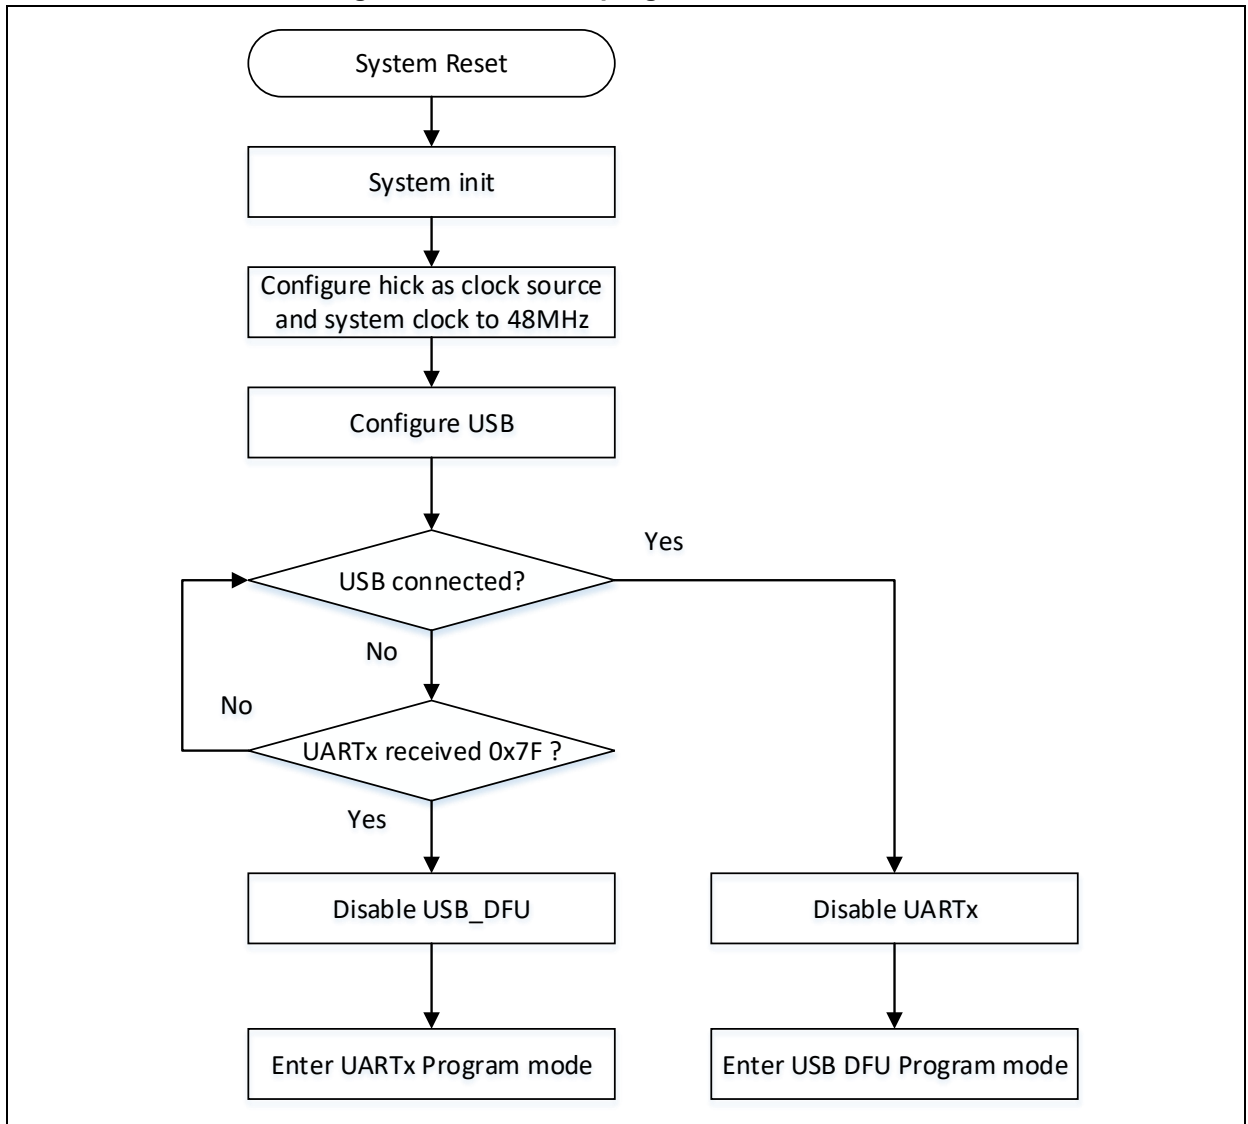 System Reset
System init
Configure hick as clock source
and system clock to 48MHz
Configure USB
Yes
USB connected?
No
No
UARTx received 0x7F ?
Yes
Disable USB_DFU
Disable UARTx
Enter UARTx Program mode
Enter USB DFU Program mode